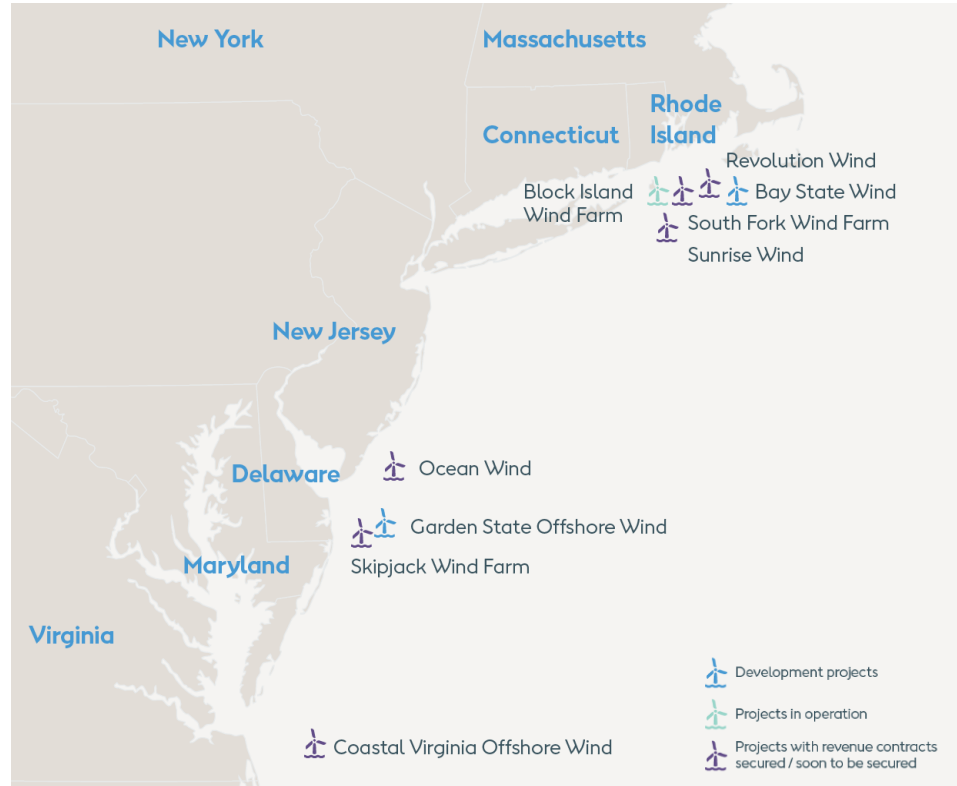 New York
Massachusetts
Rhode
Island
Connecticut
Revolution Wind
Block Island
Wind Farm
Bay State Wind
South Fork Wind Farm
Sunrise Wind
New Jersey
Delaware
Ocean Wind
Garden State Offshore Wind
Maryland
Skipjack Wind Farm
Virginia
Development projects
Projects in operation
Projects with revenue contracts
secured / soon to be secured
Coastal Virginia Offshore Wind